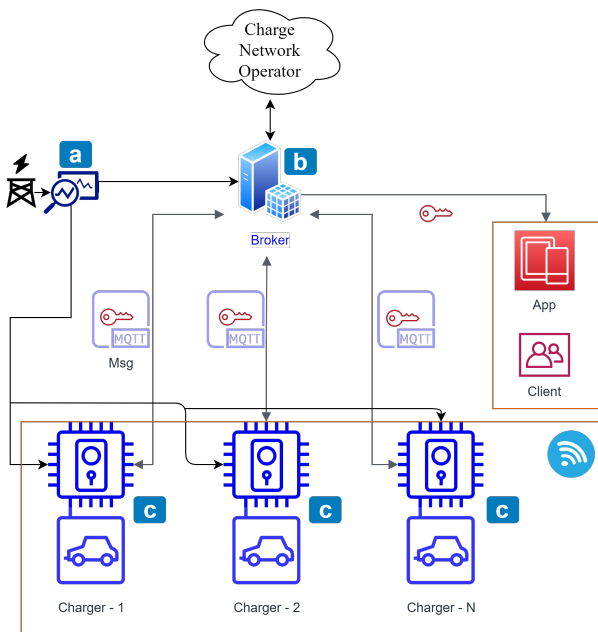 Charge
Network
Operator
a
b
Broker
App
Client
MQTT
Msg
MQTT
MQTT
c
c
c
Charger - 1
Charger - 2
Charger - N